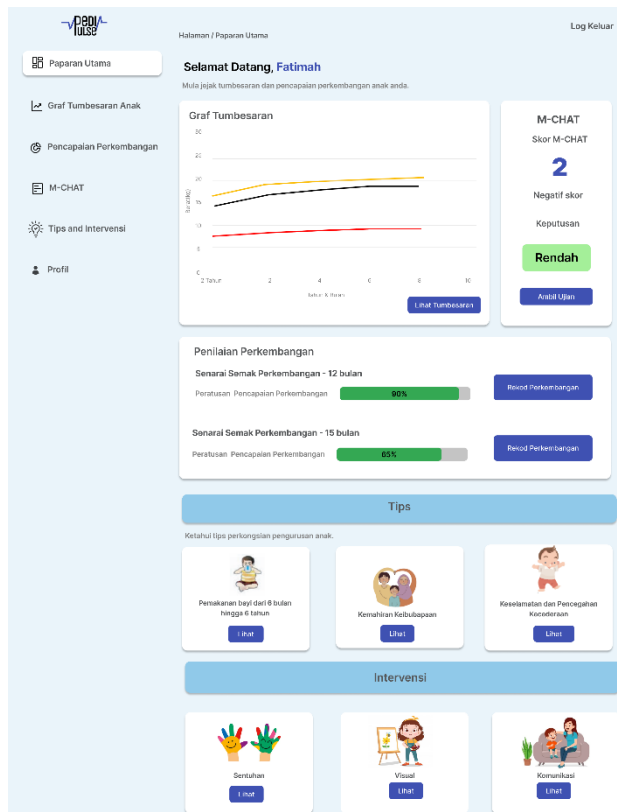 PEDI
PULSE
Log Keluar
Halaman / Paparan Utama
Paparan Utama
Graf Tumbesaran Anak
Pencapaian Perkembangan
M-CHAT
Tips and Intervensi
Profil
Selamat Datang, Fatimah
Mula jejak tumbesaran dan pencapaian perkembangan anak anda.
Graf Tumbesaran
20
15
10
2 Tahun 2 4 6 8 10
Lihat Tumbesaran
M-CHAT
Skor M-CHAT
2
Negatif skor
Keputusan
Rendah
Ambil Ujian
Penilaian Perkembangan
Senarai Semak Perkembangan - 12 bulan
Peratusan Pencapaian Perkembangan 90%
Rekod Perkembangan
Senarai Semak Perkembangan - 15 bulan
Peratusan Pencapaian Perkembangan 65%
Rekod Perkembangan
Tips
Ketahui tips perkongsian pengurusan anak.
Pemakanan bayi dari 6 bulan
hingga 6 tahun
Lihat
Kemahiran Keibubapaan
Lihat
Keselamatan dan Pencegahan
Kecederaan
Lihat
Intervensi
Sentuhan
Lihat
Visual
Lihat
Komunikasi
Lihat